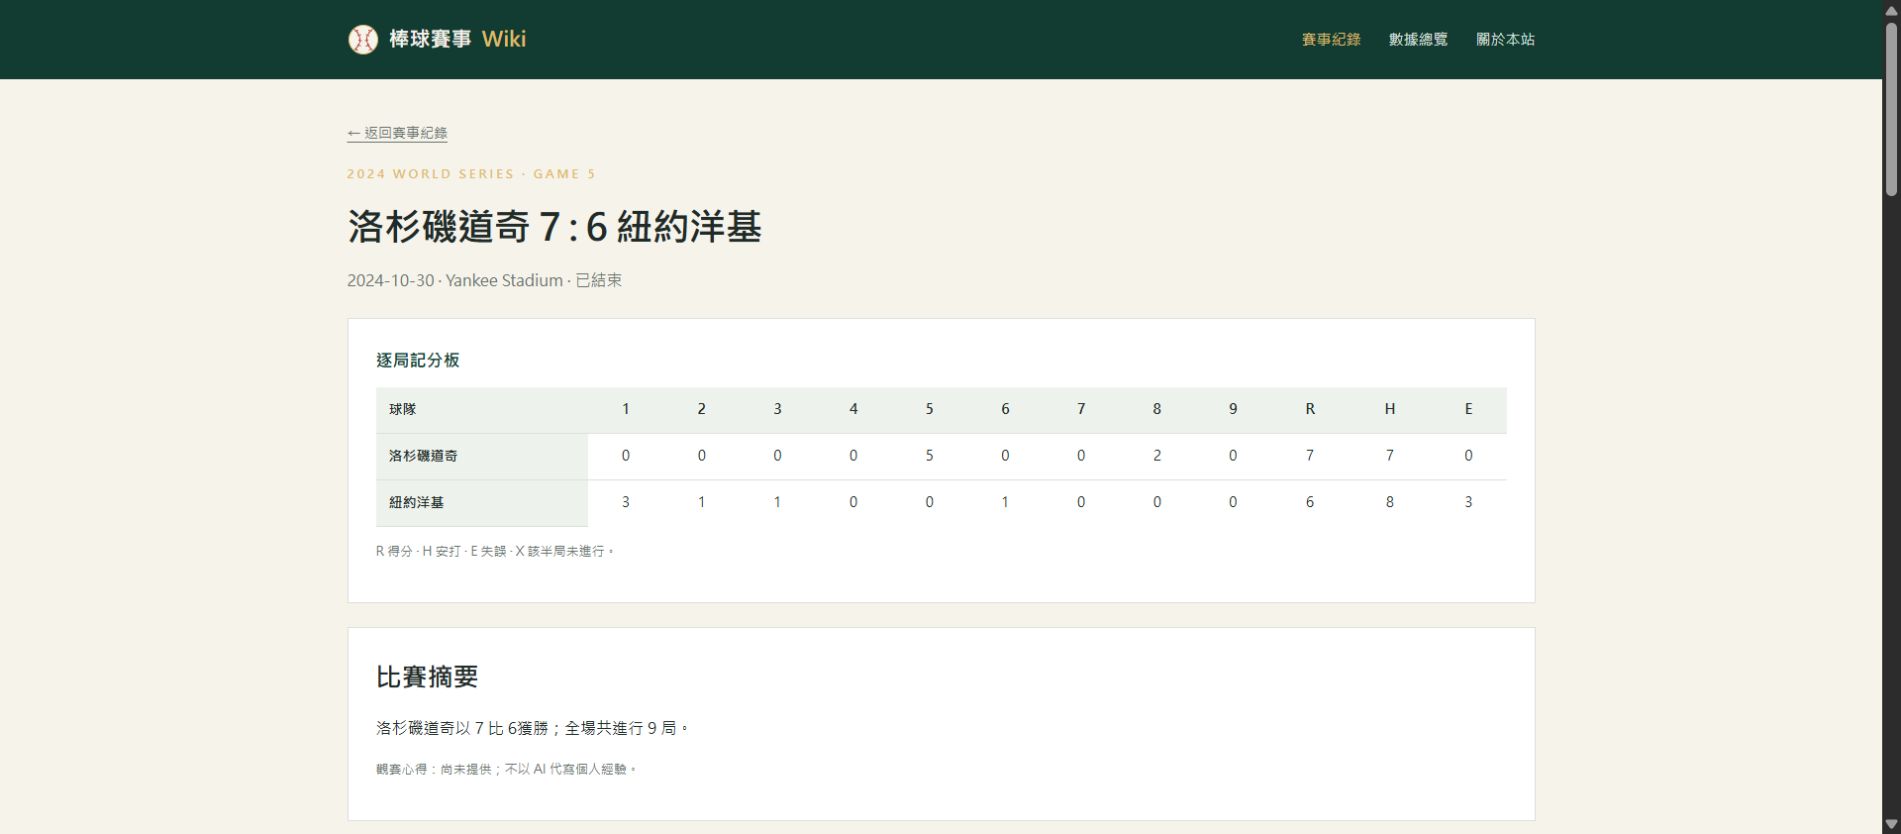 棒球賽事 Wiki
賽事紀錄 數據總覽 關於本站
← 返回賽事紀錄
2024 WORLD SERIES · GAME 5
洛杉磯道奇 7 : 6 紐約洋基
2024-10-30 · Yankee Stadium · 已結束
逐局記分板
球隊 1 2 3 4 5 6 7 8 9 R H E
洛杉磯道奇 0 0 0 0 5 0 0 2 0 7 7 0
紐約洋基 3 1 1 0 0 1 0 0 0 6 8 3
R 得分 · H 安打 · E 失誤 · X 該半局未進行。
比賽摘要
洛杉磯道奇以 7 比 6獲勝；全場共進行 9 局。
觀賽心得：尚未提供；不以 AI 代寫個人經驗。